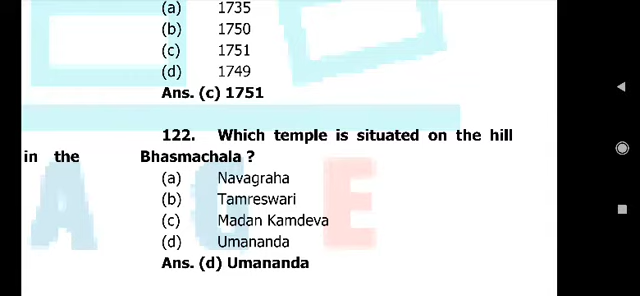 (a) 1735
(b) 1750
(c) 1751
(d) 1749
Ans. (c) 1751
122. Which temple is situated on the hill
in the Bhasmachala ?
(a) Navagraha
(b) Tamreswari
(c) Madan Kamdeva
(d) Umananda
Ans. (d) Umananda
A G E